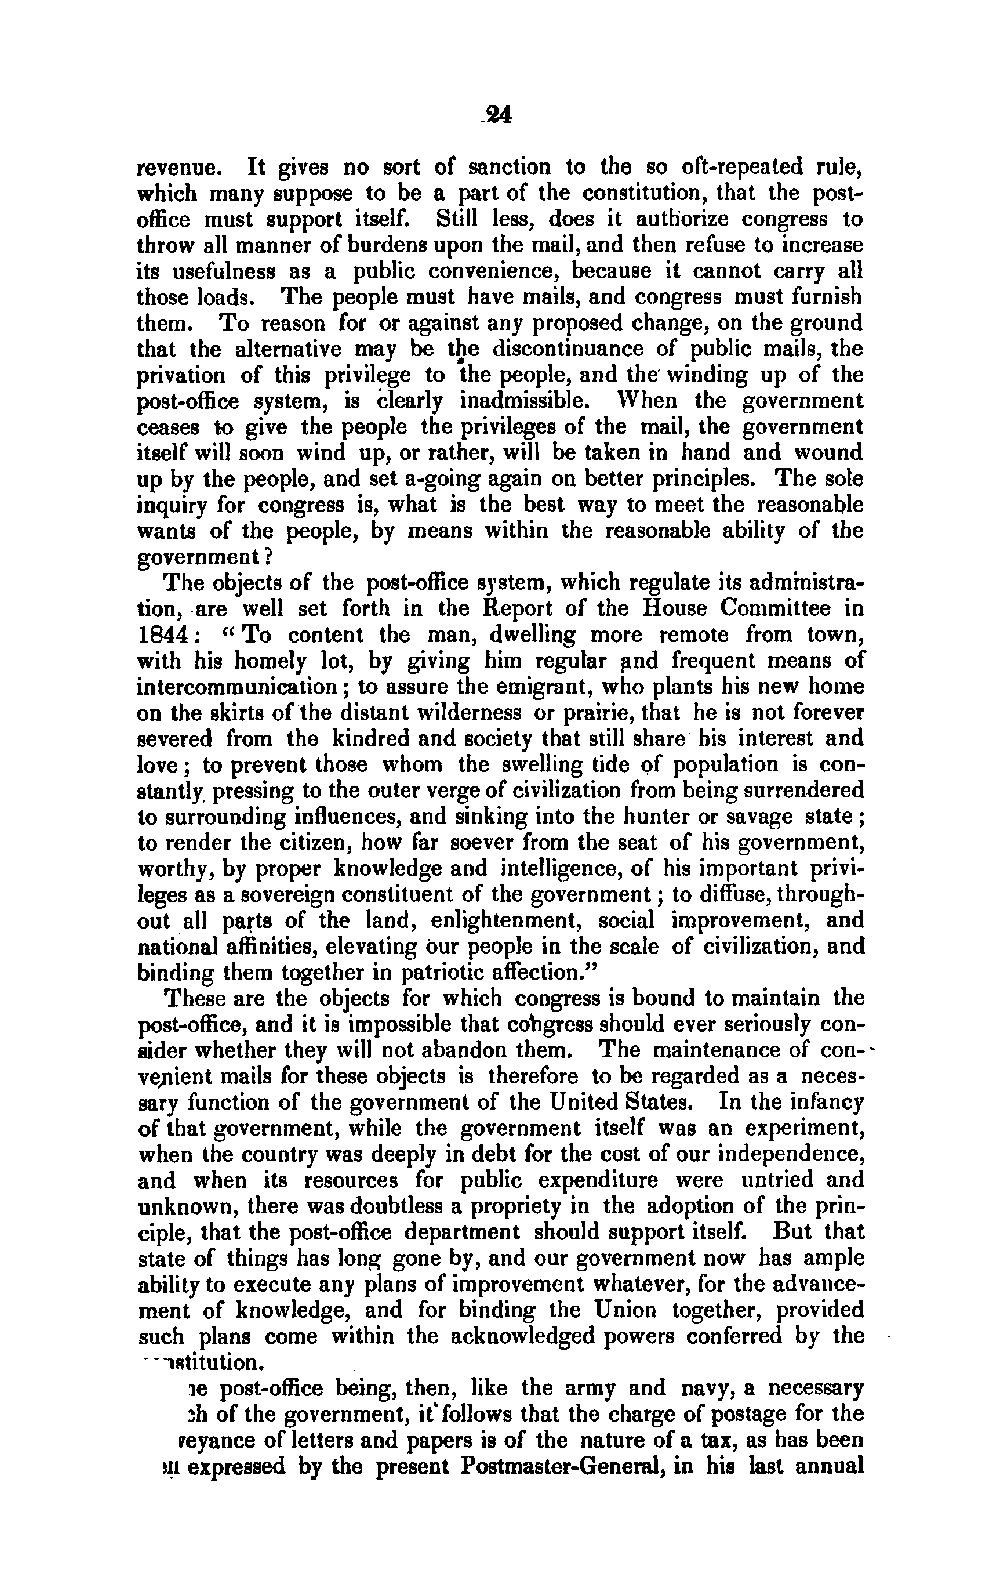 24
revenue. It gives no sort of sanction to the so oft-repeated rule,
which many suppose to be a part of the constitution, that the post-
office must support itself. Still less, does it authorize congress to
throw all manner of burdens upon the mail, and then refuse to increase
its usefulness as a public convenience, because it cannot carry all
those loads. The people must have mails, and congress must furnish
them. To reason for or against any proposed change, on the ground
that the alternative may be the discontinuance of public mails, the
privation of this privilege to the people, and the winding up of the
post-office system, is clearly inadmissible. When the government
ceases to give the people the privileges of the mail, the government
itself will soon wind up, or rather, will be taken in hand and wound
up by the people, and set a-going again on better principles. The sole
inquiry for congress is, what is the best way to meet the reasonable
wants of the people, by means within the reasonable ability of the
government?
The objects of the post-office system, which regulate its administra-
tion, are well set forth in the Report of the House Committee in
1844: "To content the man, dwelling more remote from town,
with his homely lot, by giving him regular and frequent means of
intercommunication; to assure the emigrant, who plants his new home
on the skirts of the distant wilderness or prairie, that he is not forever
severed from the kindred and society that still share his interest and
love; to prevent those whom the swelling tide of population is con-
stantly pressing to the outer verge of civilization from being surrendered
to surrounding influences, and sinking into the hunter or savage state;
to render the citizen, how far soever from the seat of his government,
worthy, by proper knowledge and intelligence, of his important privi-
leges as a sovereign constituent of the government; to diffuse, through-
out all parts of the land, enlightenment, social improvement, and
national affinities, elevating our people in the scale of civilization, and
binding them together in patriotic affection."
These are the objects for which congress is bound to maintain the
post-office, and it is impossible that congress should ever seriously con-
sider whether they will not abandon them. The maintenance of con-
venient mails for these objects is therefore to be regarded as a neces-
sary function of the government of the United States. In the infancy
of that government, while the government itself was an experiment,
when the country was deeply in debt for the cost of our independence,
and when its resources for public expenditure were untried and
unknown, there was doubtless a propriety in the adoption of the prin-
ciple, that the post-office department should support itself. But that
state of things has long gone by, and our government now has ample
ability to execute any plans of improvement whatever, for the advance-
ment of knowledge, and for binding the Union together, provided
such plans come within the acknowledged powers conferred by the
nstitution.
e post-office being, then, like the army and navy, a necessary
ch of the government, it follows that the charge of postage for the
veyance of letters and papers is of the nature of a tax, as has been
expressed by the present Postmaster-General, in his last annual